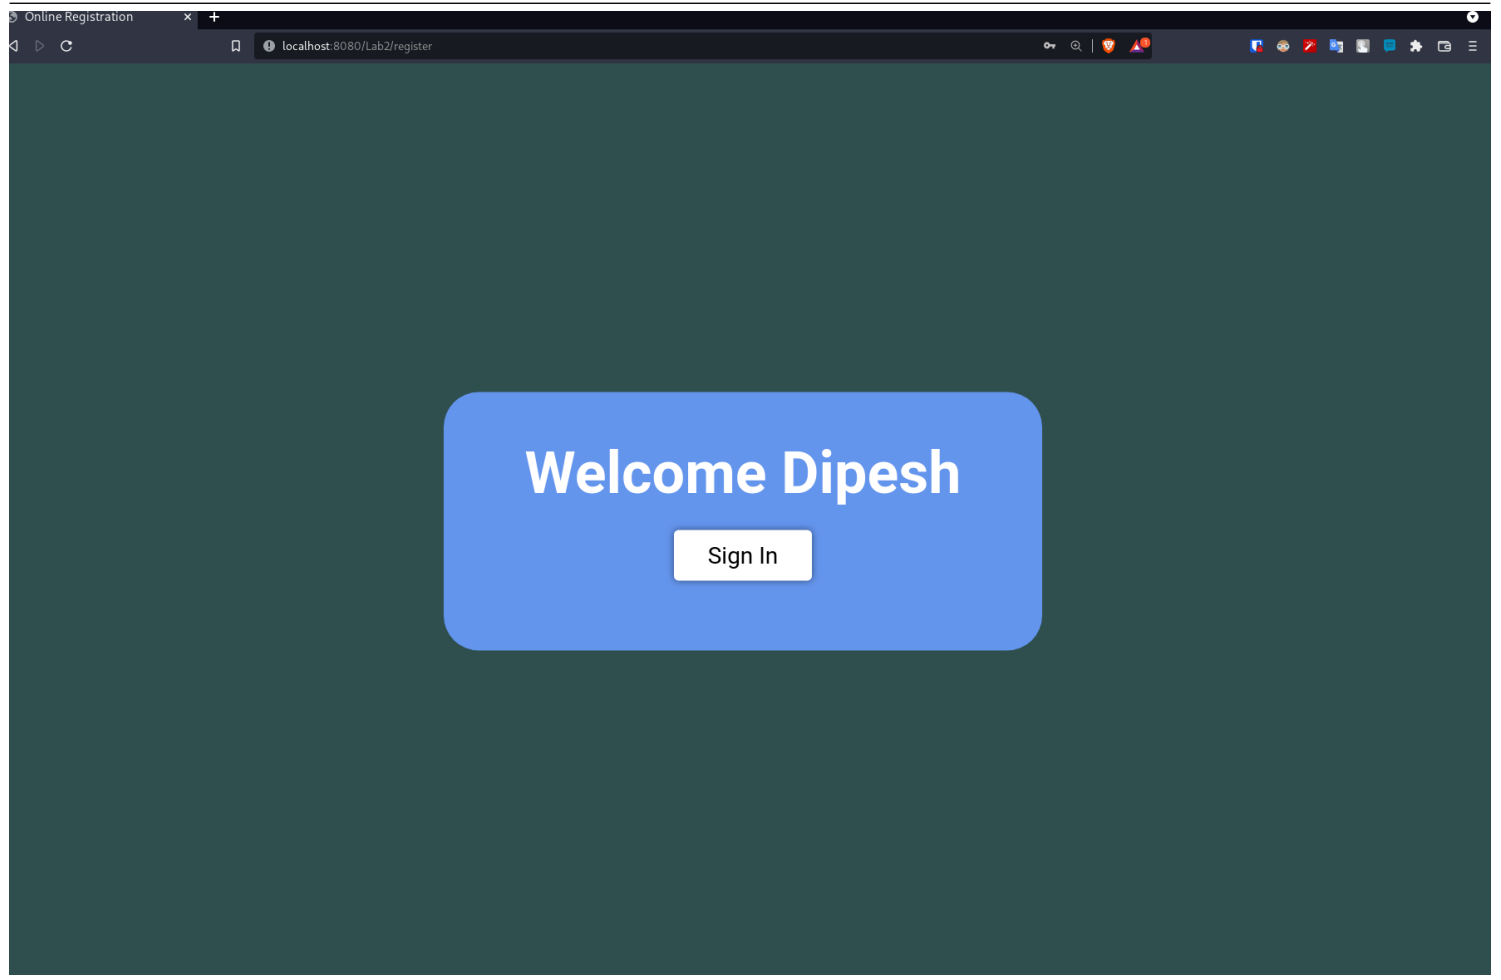 Online Registration
localhost:8080/Lab2/register
Welcome Dipesh
Sign In